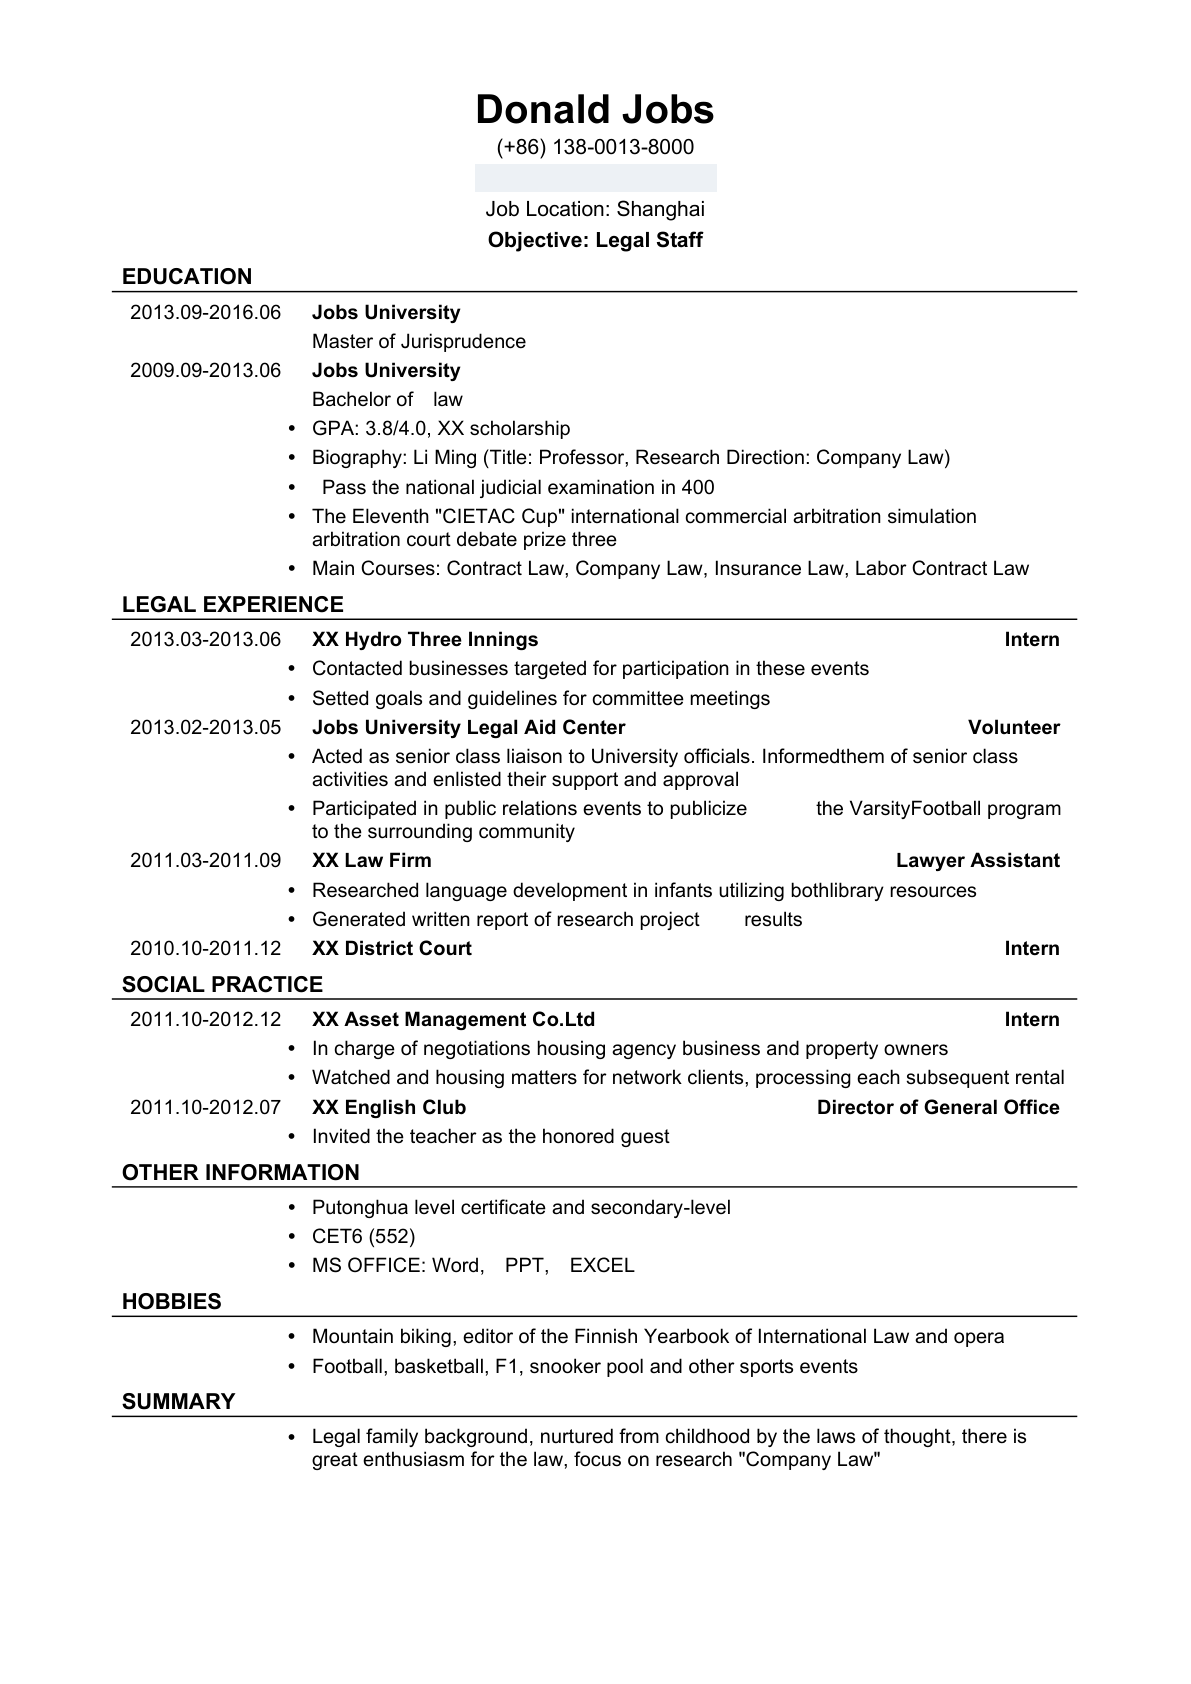 Donald Jobs
(+86) 138-0013-8000
Job Location: Shanghai
Objective: Legal Staff
EDUCATION
2013.09-2016.06 Jobs University
Master of Jurisprudence
2009.09-2013.06 Jobs University
Bachelor of law
• GPA: 3.8/4.0, XX scholarship
• Biography: Li Ming (Title: Professor, Research Direction: Company Law)
• Pass the national judicial examination in 400
• The Eleventh "CIETAC Cup" international commercial arbitration simulation
arbitration court debate prize three
• Main Courses: Contract Law, Company Law, Insurance Law, Labor Contract Law
LEGAL EXPERIENCE
2013.03-2013.06 XX Hydro Three Innings Intern
• Contacted businesses targeted for participation in these events
• Setted goals and guidelines for committee meetings
2013.02-2013.05 Jobs University Legal Aid Center Volunteer
• Acted as senior class liaison to University officials. Informedthem of senior class
activities and enlisted their support and approval
• Participated in public relations events to publicize the VarsityFootball program
to the surrounding community
2011.03-2011.09 XX Law Firm Lawyer Assistant
• Researched language development in infants utilizing bothlibrary resources
• Generated written report of research project results
2010.10-2011.12 XX District Court Intern
SOCIAL PRACTICE
2011.10-2012.12 XX Asset Management Co.Ltd Intern
• In charge of negotiations housing agency business and property owners
• Watched and housing matters for network clients, processing each subsequent rental
2011.10-2012.07 XX English Club Director of General Office
• Invited the teacher as the honored guest
OTHER INFORMATION
• Putonghua level certificate and secondary-level
• CET6 (552)
• MS OFFICE: Word, PPT, EXCEL
HOBBIES
• Mountain biking, editor of the Finnish Yearbook of International Law and opera
• Football, basketball, F1, snooker pool and other sports events
SUMMARY
• Legal family background, nurtured from childhood by the laws of thought, there is
great enthusiasm for the law, focus on research "Company Law"